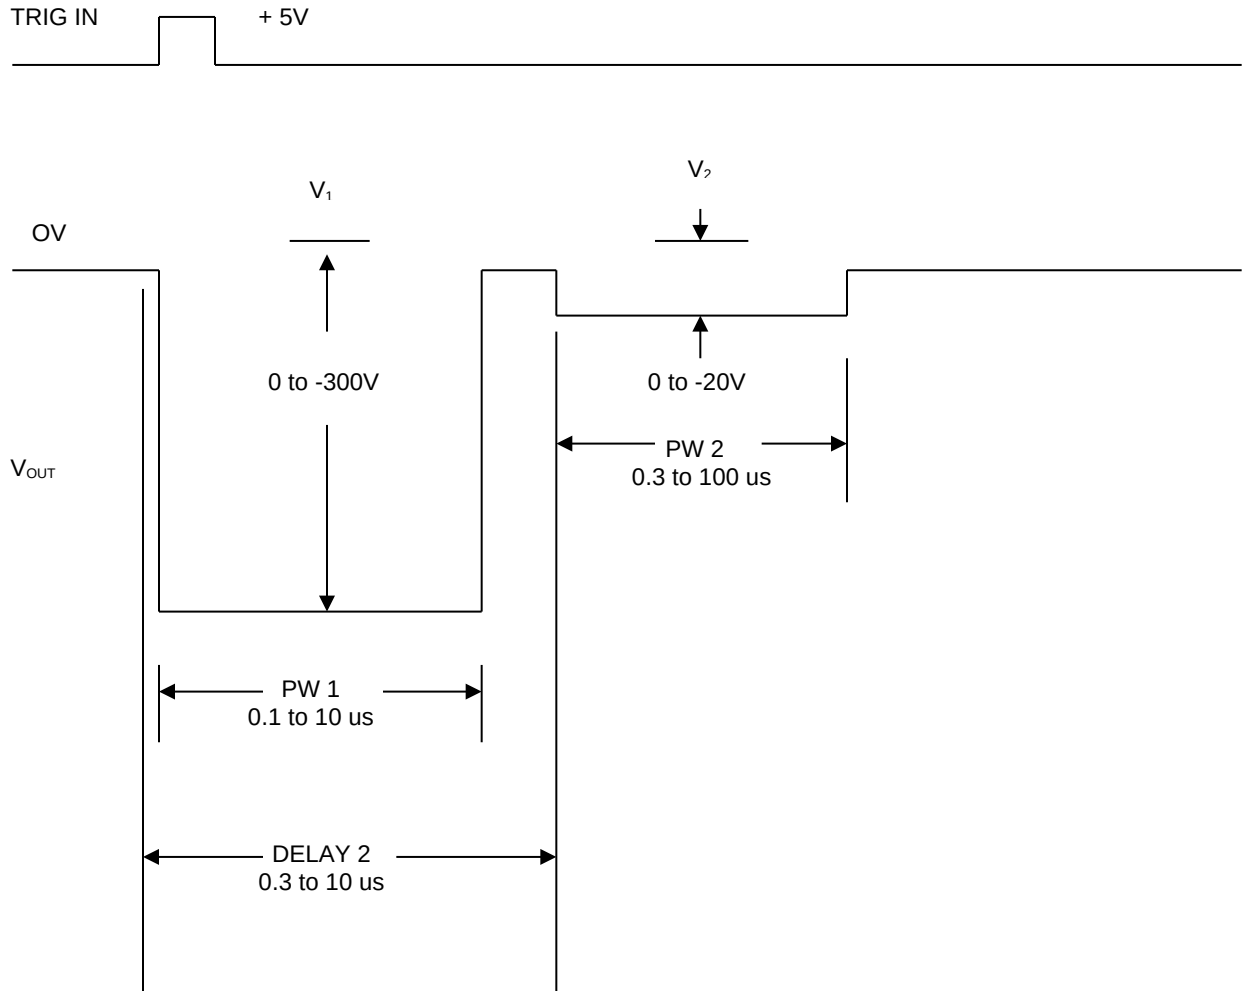 TRIG IN
+ 5V
V₂
V₁
OV
0 to -300V
0 to -20V
PW 2
0.3 to 100 us
VOUT
PW 1
0.1 to 10 us
DELAY 2
0.3 to 10 us